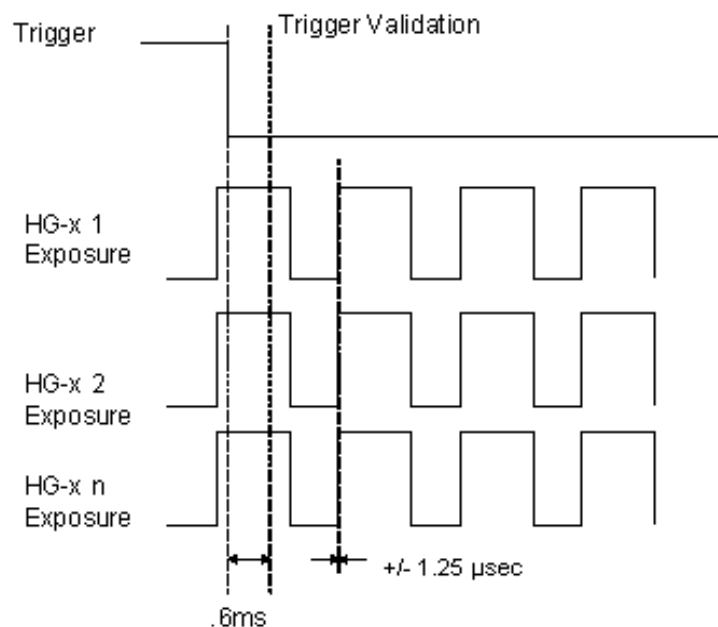 Trigger
Trigger Validation
HG-x 1
Exposure
HG-x 2
Exposure
HG-x n
Exposure
+/- 1.25 µsec
.6ms